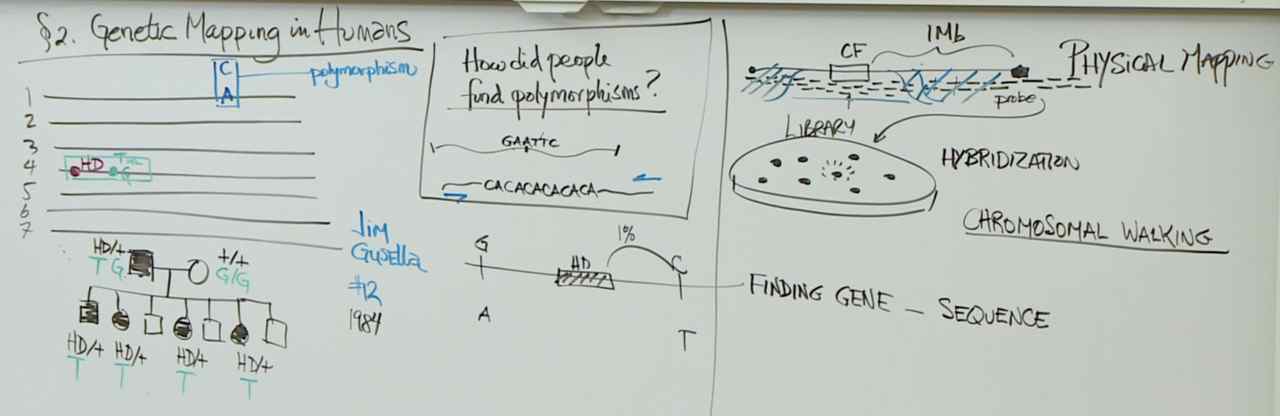 §2. Genetic Mapping in Humans
C
A
polymorphism
1
2
3
4
5
6
7
HD
G
HD/+
T G
+/+
G/G
HD/+
T
HD/+
T
HD/+
T
HD/+
T
Jim
Gusella
#12
1984
How did people
find polymorphisms?
GAATTC
CACACACACACA
G
A
HD
1%
C
T
CF
1Mb
probe
PHYSICAL MAPPING
LIBRARY
HYBRIDIZATION
CHROMOSOMAL WALKING
FINDING GENE — SEQUENCE